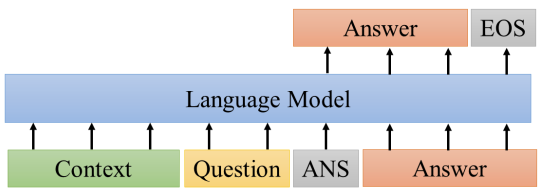 Answer EOS
Language Model
Context Question ANS Answer